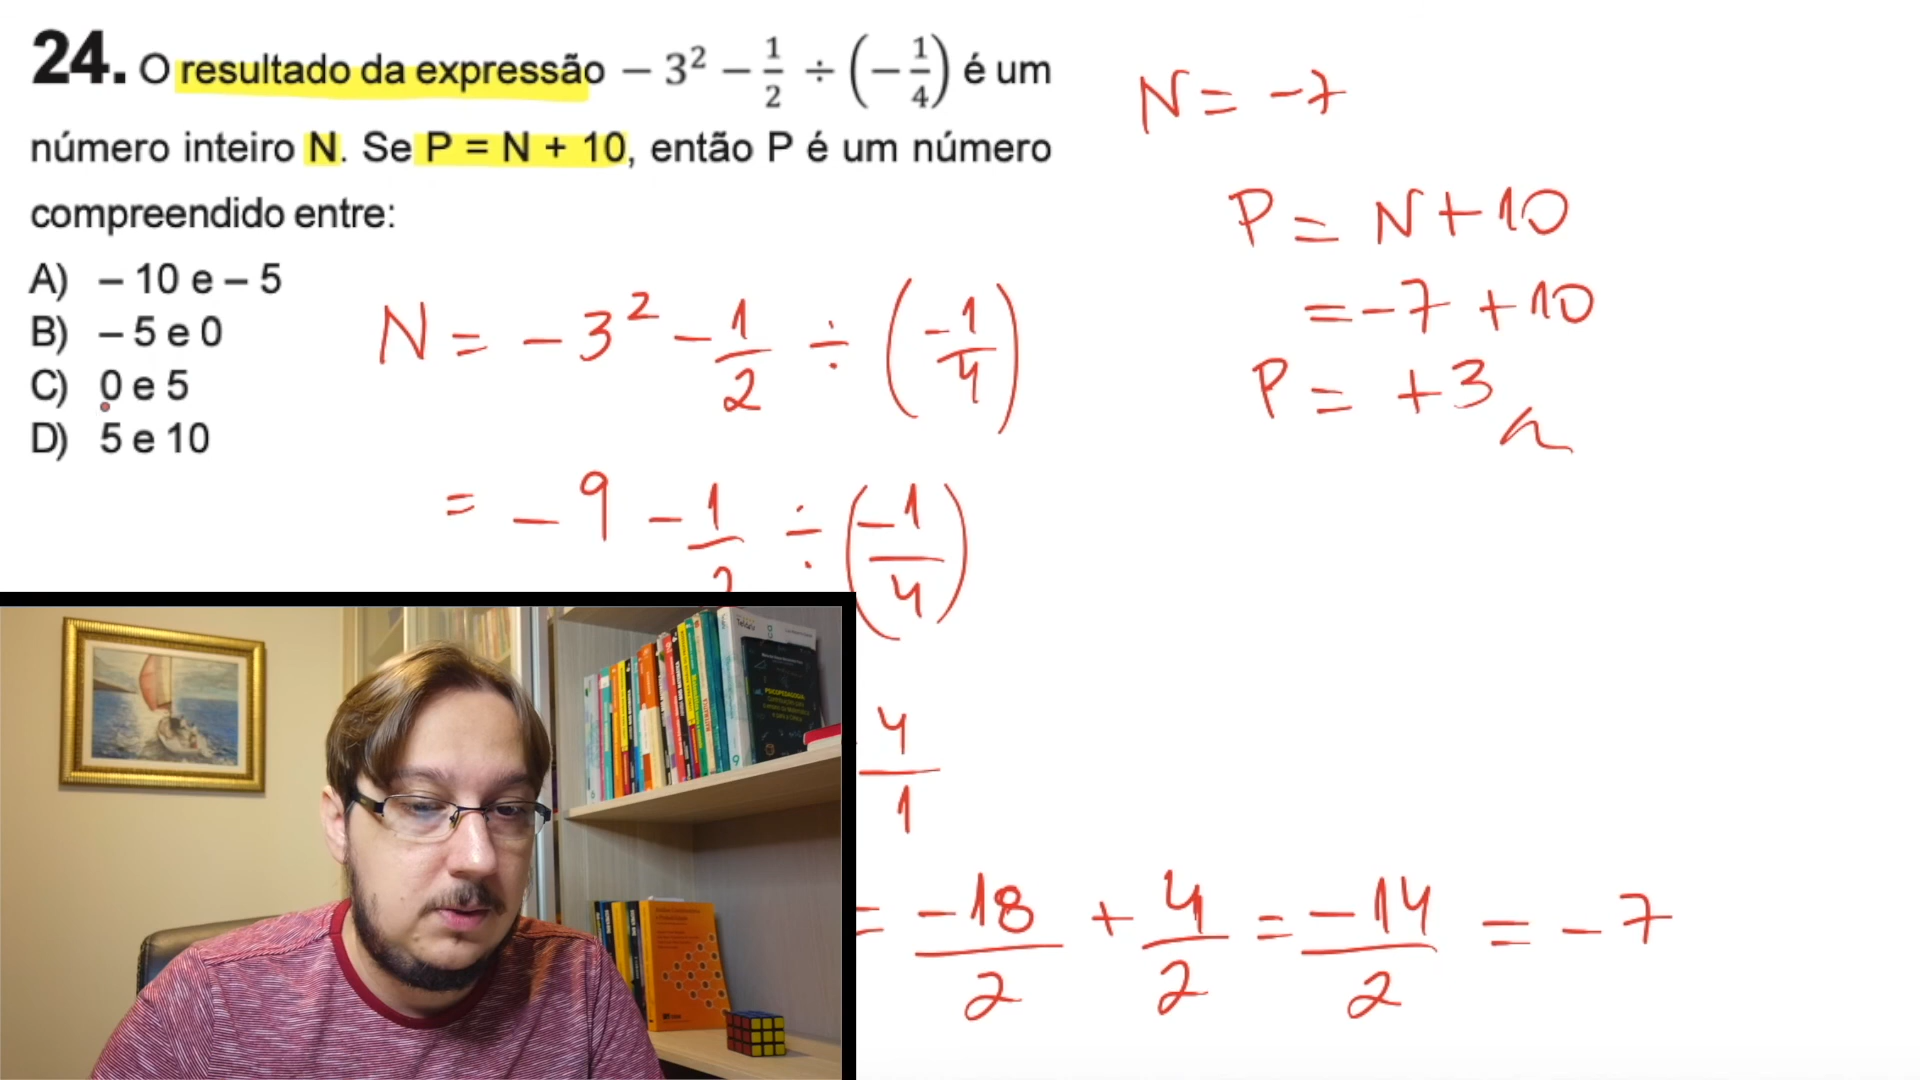 24. O resultado da expressão − 3² − 1/2 ÷ (−1/4) é um
número inteiro N. Se P = N + 10, então P é um número
compreendido entre:
A) – 10 e – 5
B) – 5 e 0
C) 0 e 5
D) 5 e 10
N = -7
P = N + 10
= -7 + 10
P = +3
N = -3² - 1/2 ÷ (-1/4)
= -9 - 1/2 ÷ (-1/4)
4/1
= -18/2 + 4/2 = -14/2 = -7
PSICOPEDAGOGIA
9